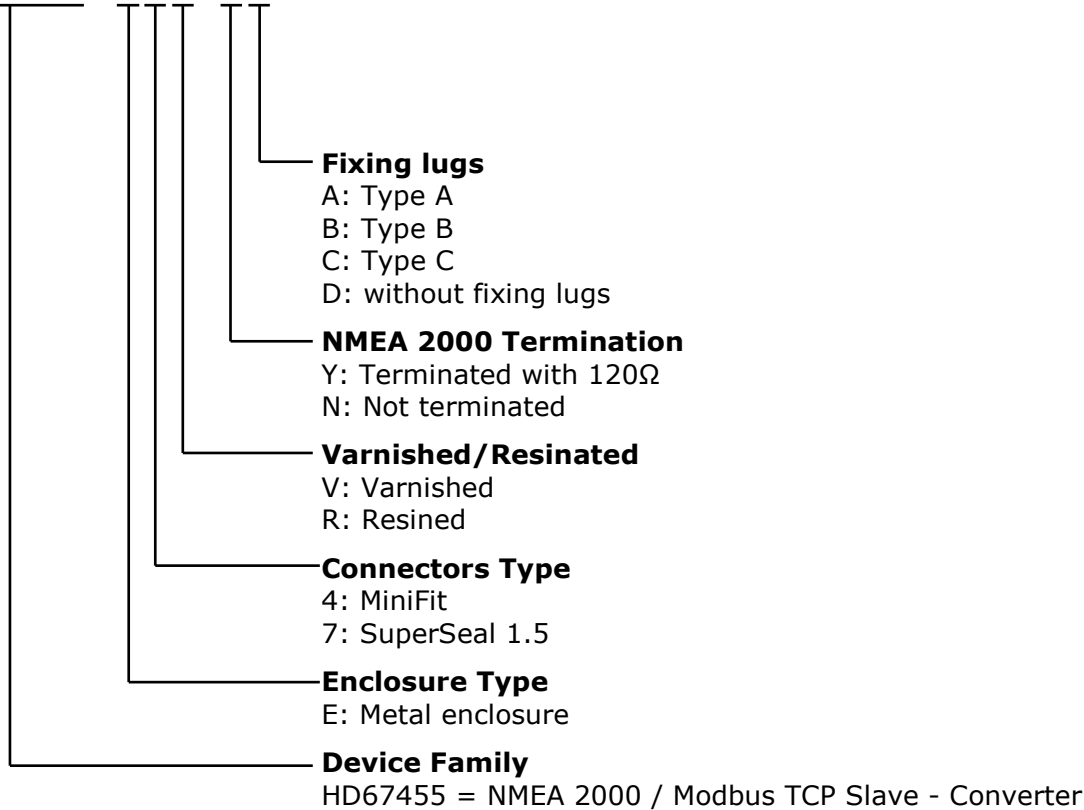 Fixing lugs
A: Type A
B: Type B
C: Type C
D: without fixing lugs
NMEA 2000 Termination
Y: Terminated with 120Ω
N: Not terminated
Varnished/Resinated
V: Varnished
R: Resined
Connectors Type
4: MiniFit
7: SuperSeal 1.5
Enclosure Type
E: Metal enclosure
Device Family
HD67455 = NMEA 2000 / Modbus TCP Slave - Converter